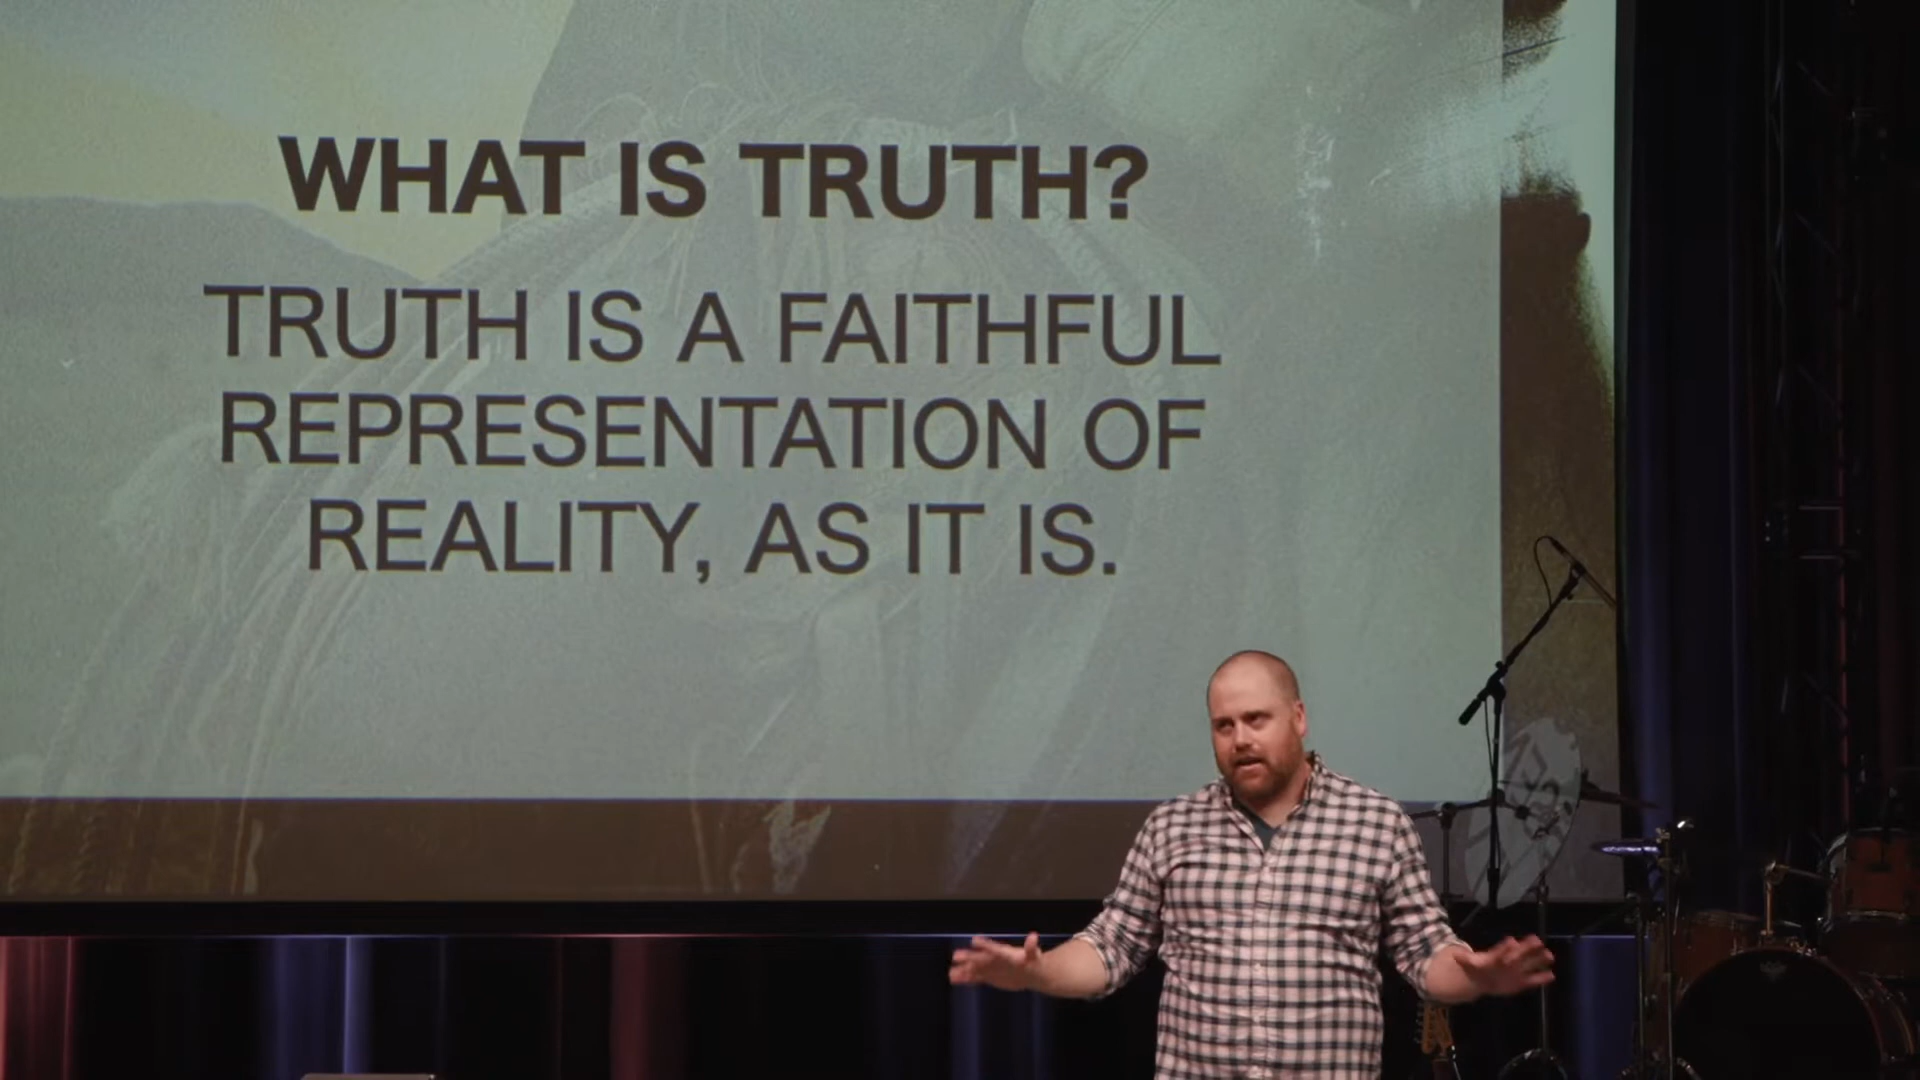 WHAT IS TRUTH?
TRUTH IS A FAITHFUL
REPRESENTATION OF
REALITY, AS IT IS.